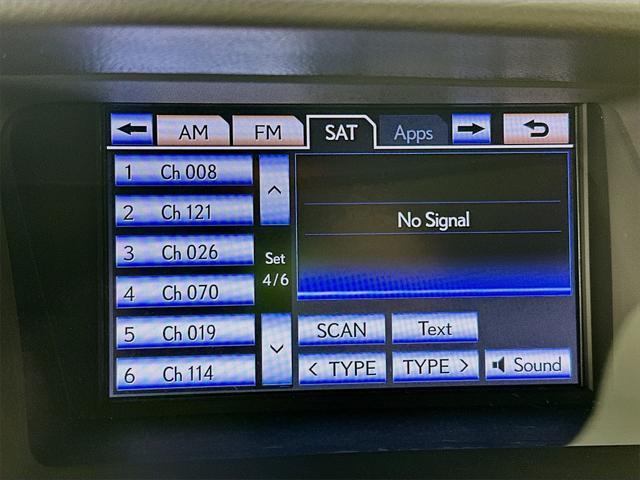 AM FM SAT Apps
1 Ch 008
2 Ch 121
3 Ch 026
4 Ch 070
5 Ch 019
6 Ch 114
Set
4/6
No Signal
SCAN Text
< TYPE TYPE > Sound